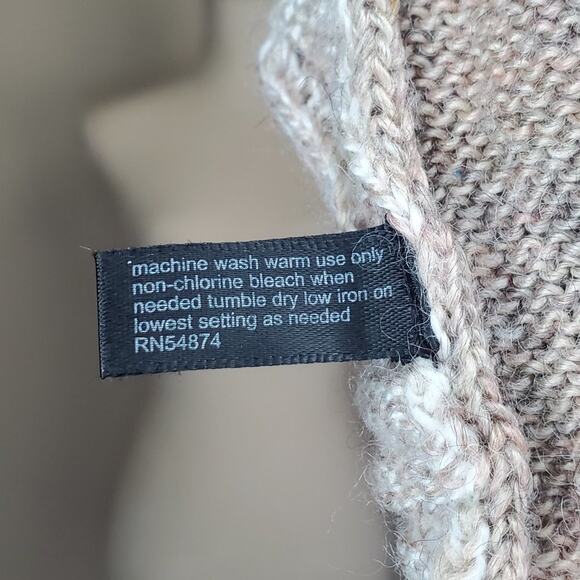 machine wash warm use only
non-chlorine bleach when
needed tumble dry low iron on
lowest setting as needed
RN54874